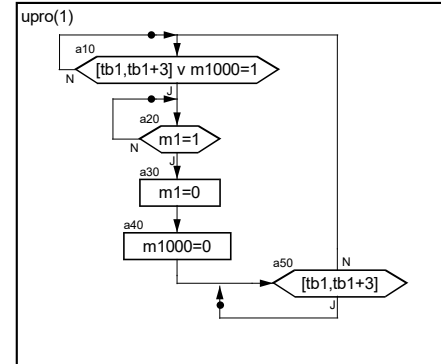 upro(1)
a10
[tb1,tb1+3] v m1000=1
N
J
a20
m1=1
N
J
a30
m1=0
a40
m1000=0
a50
N
[tb1,tb1+3]
J